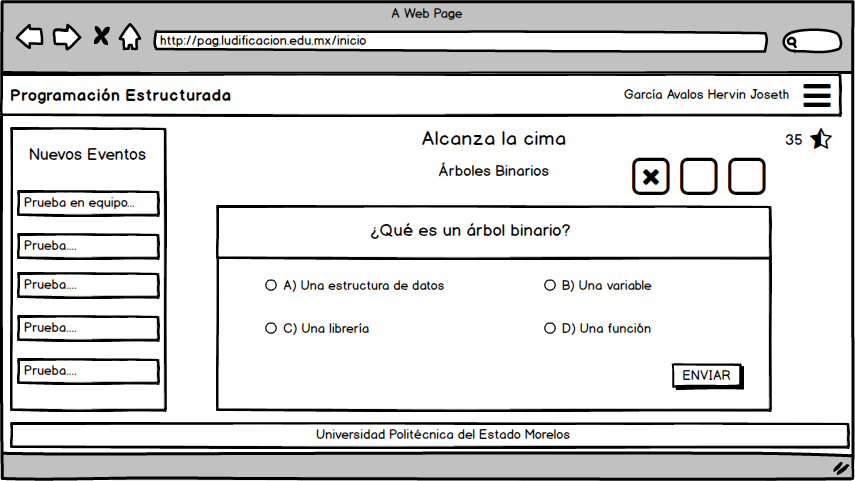 A Web Page
http://pag.ludificacion.edu.mx/inicio
Programación Estructurada
García Avalos Hervin Joseth
Nuevos Eventos
Prueba en equipo...
Prueba....
Prueba....
Prueba....
Prueba....
Alcanza la cima
35
Árboles Binarios
¿Qué es un árbol binario?
A) Una estructura de datos
B) Una variable
C) Una librería
D) Una función
ENVIAR
Universidad Politécnica del Estado Morelos